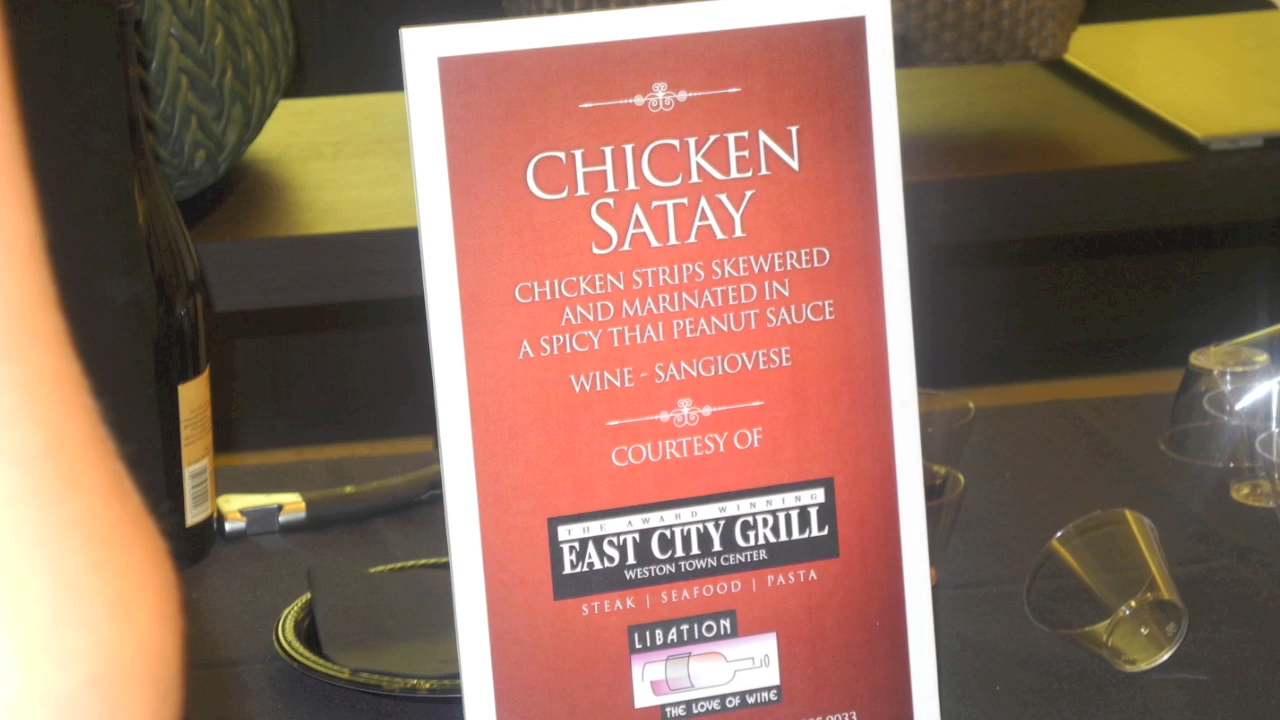 CHICKEN
SATAY
CHICKEN STRIPS SKEWERED
AND MARINATED IN
A SPICY THAI PEANUT SAUCE
WINE - SANGIOVESE
COURTESY OF
THE AWARD WINNING
EAST CITY GRILL
WESTON TOWN CENTER
STEAK | SEAFOOD | PASTA
LIBATION
THE LOVE OF WINE